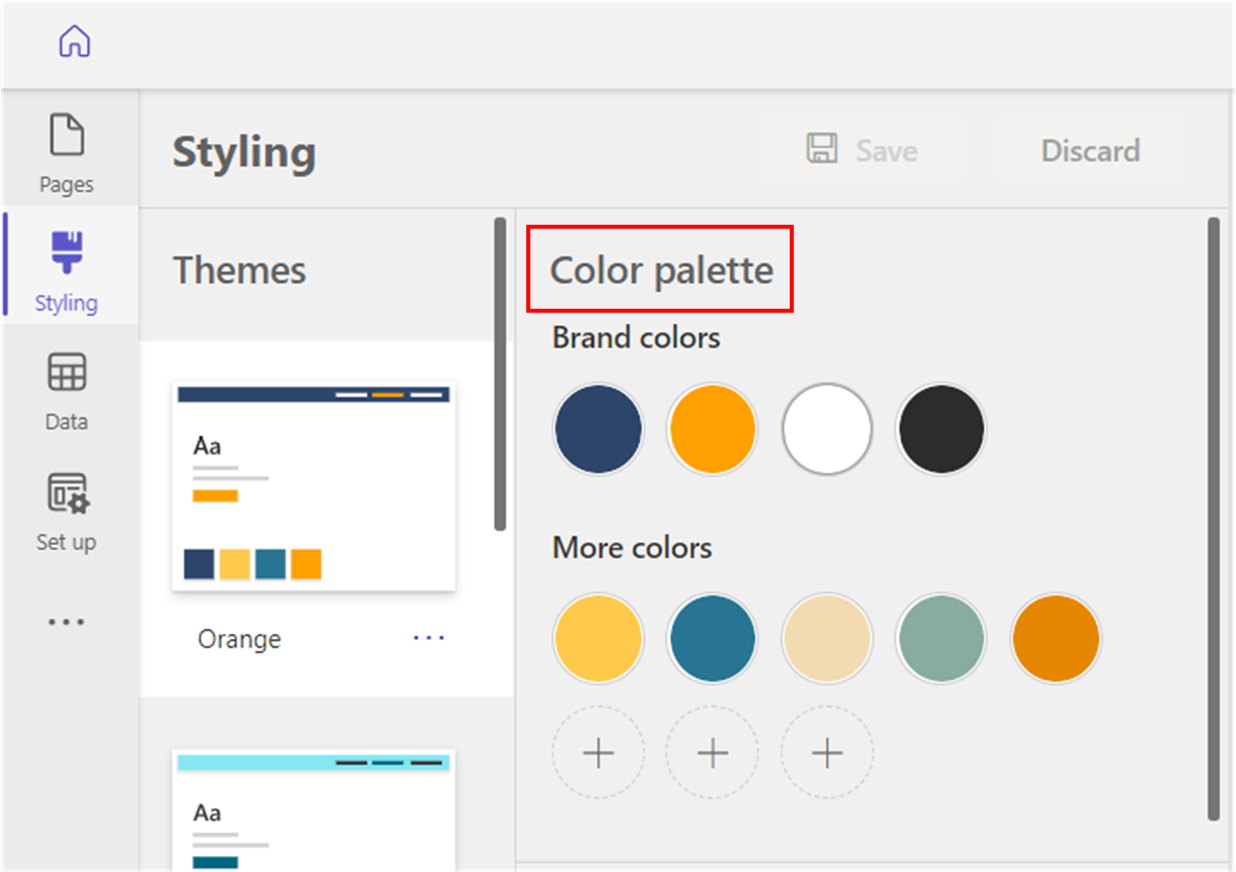 Pages
Styling
Data
Set up
Styling
Save
Discard
Themes
Aa
Orange
Aa
Color palette
Brand colors
More colors